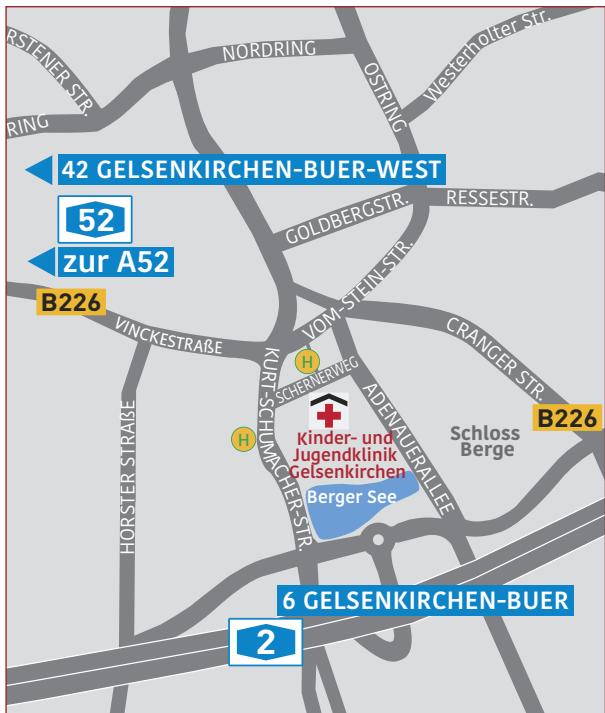 RSTENER STR.
NORDRING
OSTRING
Westerholter Str.
RING
42 GELSENKIRCHEN-BUER-WEST
52
zur A52
GOLDBERGSTR.
RESSESTR.
B226
VINCKESTRAßE
VOM-STEIN-STR.
CRANGER STR.
H
SCHERNERWEG
KURT-SCHUMACHER-STR.
ADENAUERALLEE
B226
H
HORSTER STRAßE
Kinder- und
Jugendklinik
Gelsenkirchen
Schloss
Berge
Berger See
6 GELSENKIRCHEN-BUER
2